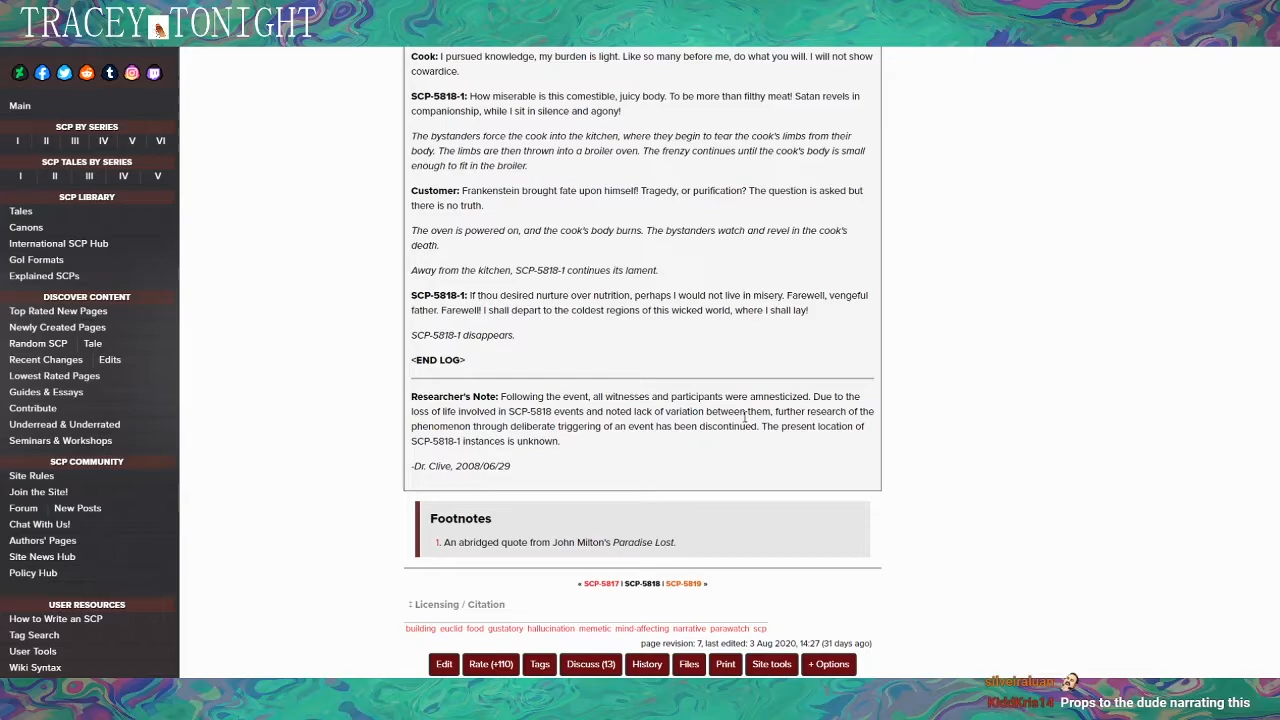 TRACEY TONIGHT
Main
SCP BY SERIES
I II III IV V VI
SCP TALES BY SERIES
I II III IV V
SCP LIBRARY
Tales
Canons
International SCP Hub
GoI Formats
Explained SCPs
DISCOVER CONTENT
Top Rated New Pages
Newly Created Pages
Random SCP Tale
Recent Changes Edits
Lowest Rated Pages
Guides & Essays
Contribute
Underread & Underrated
Seminars & Workshops
SCP COMMUNITY
Site Rules
Join the Site!
Forum New Posts
Chat With Us!
Authors' Pages
Site News Hub
Policy Hub
USER RESOURCES
How to Write an SCP
Tag Search
User Tools
Wiki Syntax
Cook: I pursued knowledge, my burden is light. Like so many before me, do what you will. I will not show
cowardice.
SCP-5818-1: How miserable is this comestible, juicy body. To be more than filthy meat! Satan revels in
companionship, while I sit in silence and agony!
The bystanders force the cook into the kitchen, where they begin to tear the cook's limbs from their
body. The limbs are then thrown into a broiler oven. The frenzy continues until the cook's body is small
enough to fit in the broiler.
Customer: Frankenstein brought fate upon himself! Tragedy, or purification? The question is asked but
there is no truth.
The oven is powered on, and the cook's body burns. The bystanders watch and revel in the cook's
death.
Away from the kitchen, SCP-5818-1 continues its lament.
SCP-5818-1: If thou desired nurture over nutrition, perhaps I would not live in misery. Farewell, vengeful
father. Farewell! I shall depart to the coldest regions of this wicked world, where I shall lay!
SCP-5818-1 disappears.
<END LOG>
Researcher's Note: Following the event, all witnesses and participants were amnesticized. Due to the
loss of life involved in SCP-5818 events and noted lack of variation between them, further research of the
phenomenon through deliberate triggering of an event has been discontinued. The present location of
SCP-5818-1 instances is unknown.
-Dr. Clive, 2008/06/29
Footnotes
1. An abridged quote from John Milton's Paradise Lost.
« SCP-5817 | SCP-5818 | SCP-5819 »
Licensing / Citation
building euclid food gustatory hallucination memetic mind-affecting narrative parawatch scp
page revision: 7, last edited: 3 Aug 2020, 14:27 (31 days ago)
Edit Rate (+110) Tags Discuss (13) History Files Print Site tools + Options
silveiraluan
KiddKris14 Props to the dude narrating this